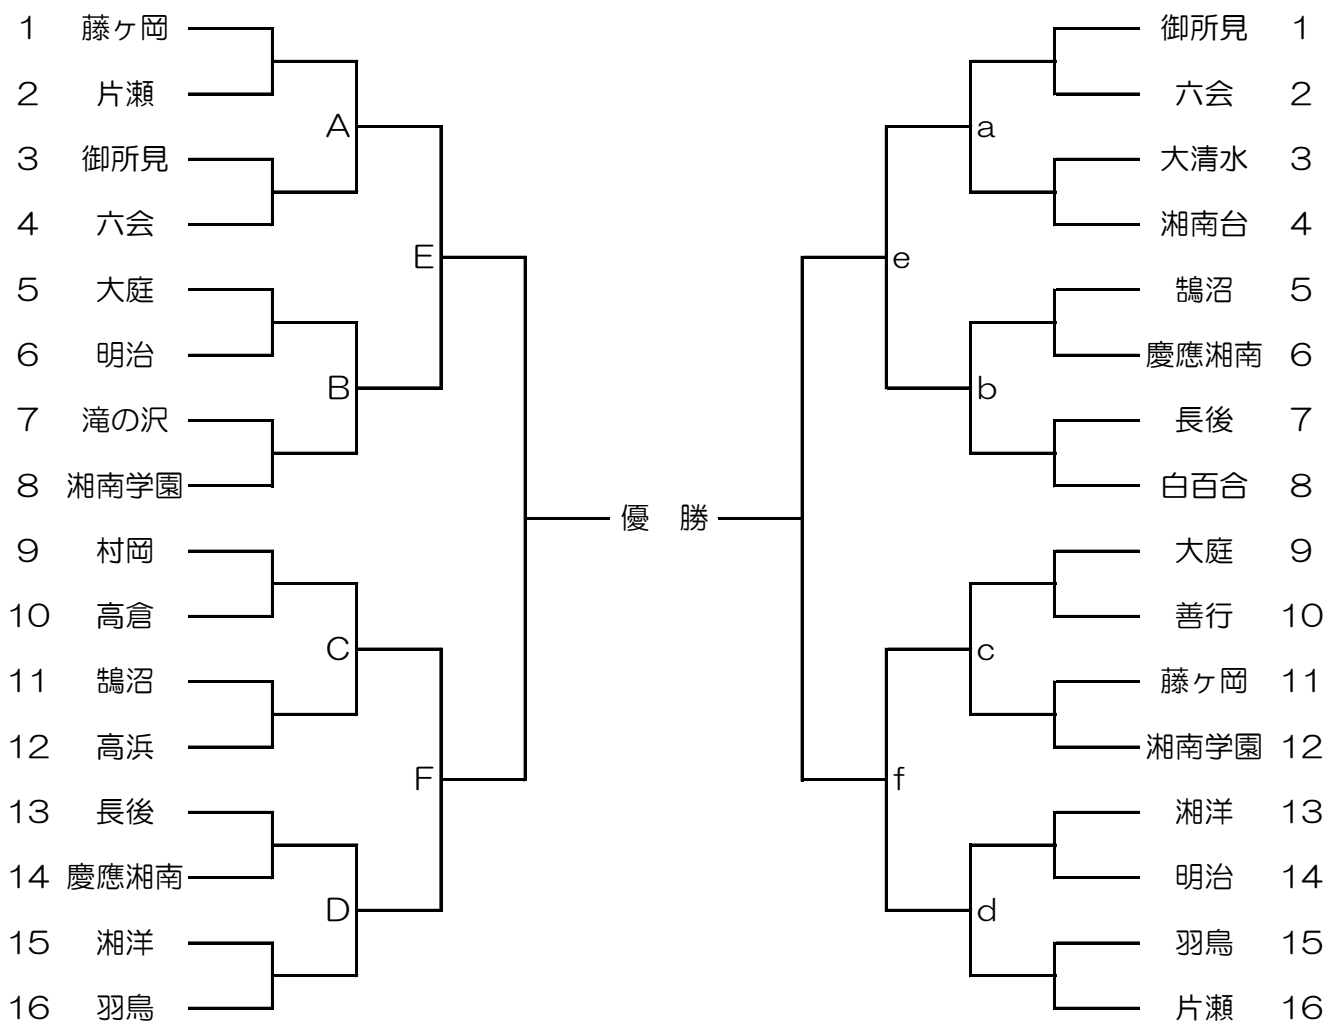 1 藤ヶ岡
2 片瀬
A
3 御所見
4 六会
E
5 大庭
6 明治
B
7 滝の沢
8 湘南学園
9 村岡
10 高倉
C
11 鵠沼
12 高浜
F
13 長後
14 慶應湘南
D
15 湘洋
16 羽鳥
優 勝
御所見 1
六会 2
a
大清水 3
湘南台 4
e
鵠沼 5
慶應湘南 6
b
長後 7
白百合 8
大庭 9
善行 10
c
藤ヶ岡 11
湘南学園 12
f
湘洋 13
明治 14
d
羽鳥 15
片瀬 16